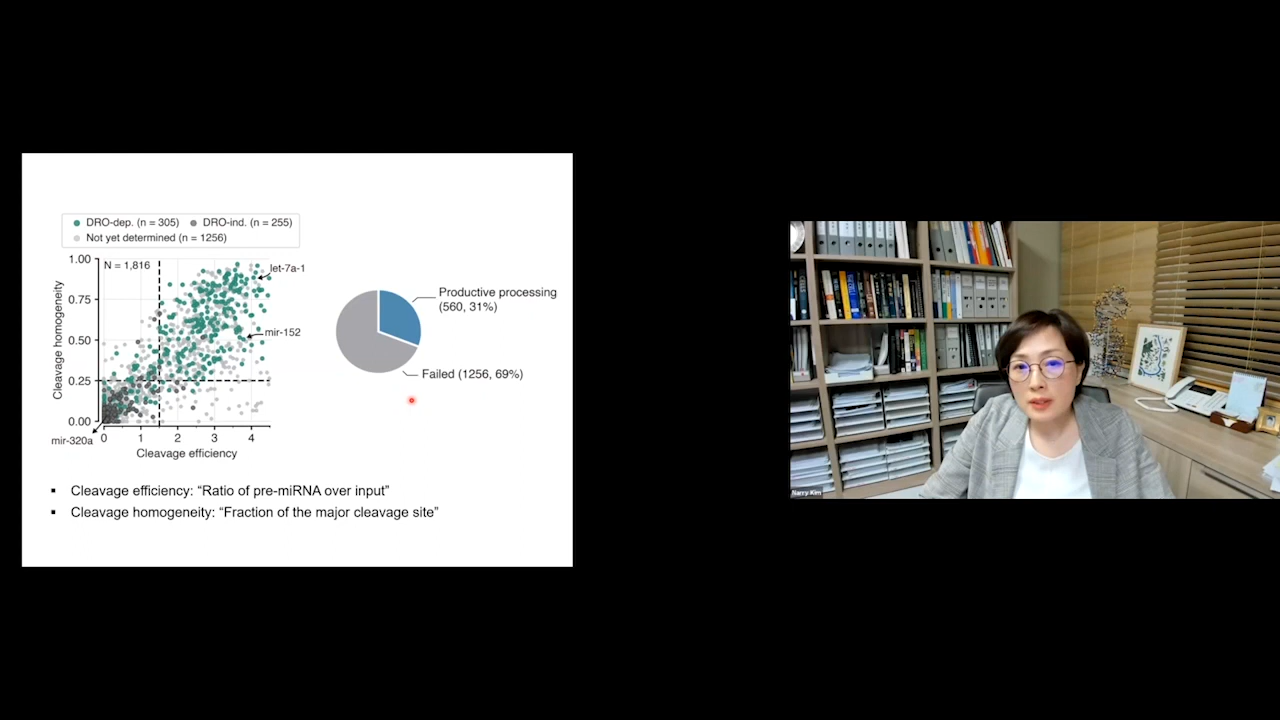 DRO-dep. (n = 305) DRO-ind. (n = 255)
Not yet determined (n = 1256)
N = 1,816
1.00
0.75
0.50
0.25
0.00
Cleavage homogeneity
let-7a-1
mir-152
mir-320a
0 1 2 3 4
Cleavage efficiency
Productive processing
(560, 31%)
Failed (1256, 69%)
▪ Cleavage efficiency: “Ratio of pre-miRNA over input”
▪ Cleavage homogeneity: “Fraction of the major cleavage site”
Narry Kim